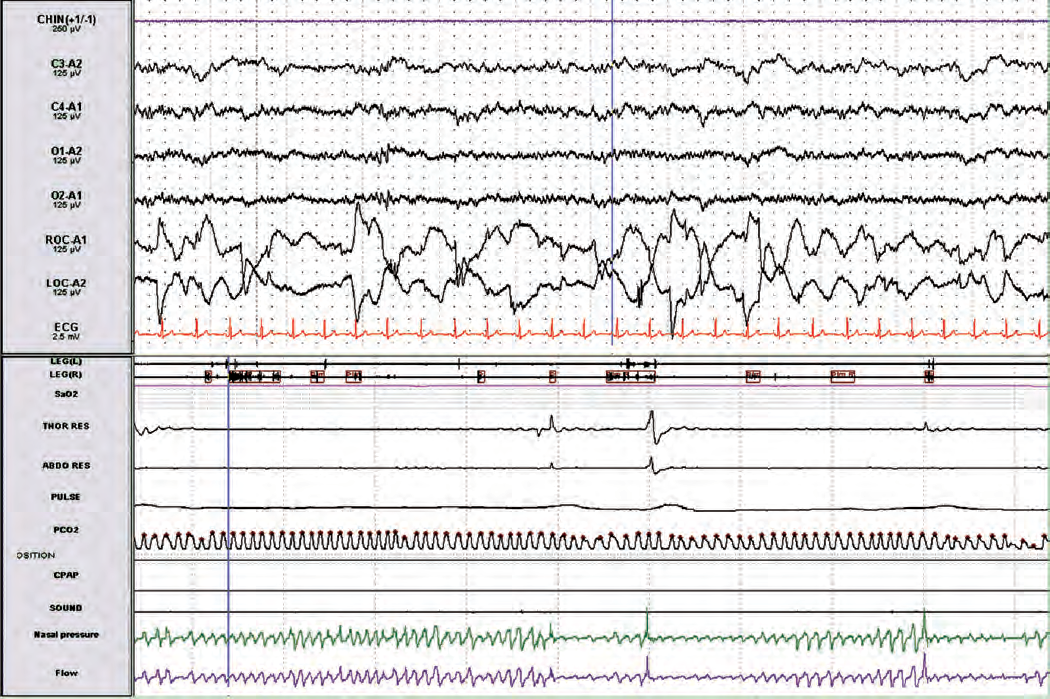 CHIN(+1/-1)
250 µV
C3-A2
125 µV
C4-A1
125 µV
O1-A2
125 µV
O2-A1
125 µV
ROC-A1
125 µV
LOC-A2
125 µV
ECG
2.5 mV
LEG(L)
LEG(R)
SaO2
THOR RES
ABDO RES
PULSE
PCO2
OSITION
CPAP
SOUND
Nasal pressure
Flow